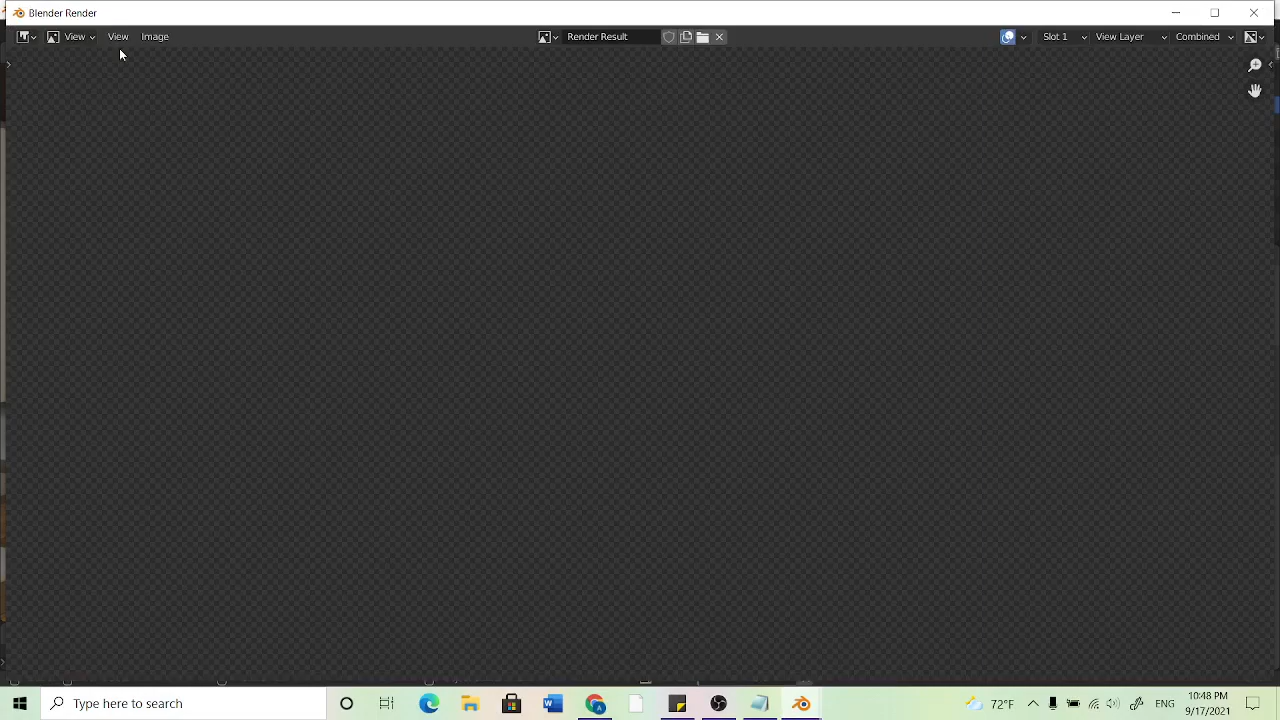 Blender Render
View View Image Render Result Slot 1 View Layer Combined
Type here to search 72°F ENG 10:48 PM
9/17/2021